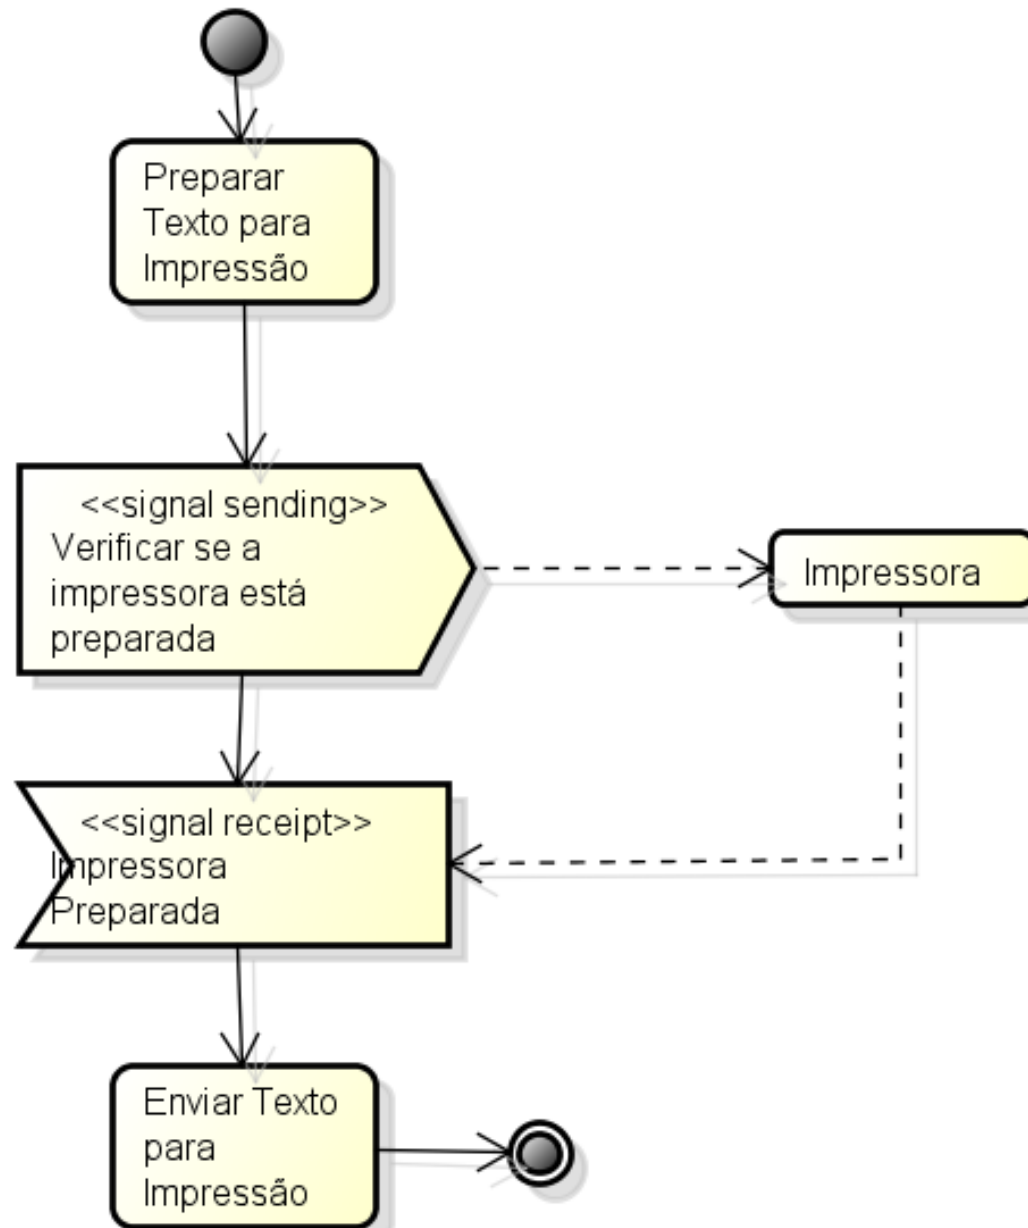 Preparar
Texto para
Impressão
<<signal sending>>
Verificar se a
impressora está
preparada
Impressora
<<signal receipt>>
Impressora
Preparada
Enviar Texto
para
Impressão